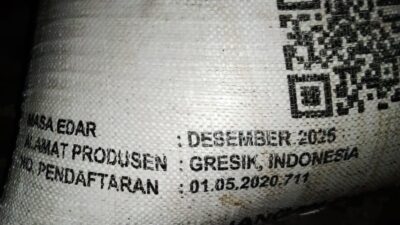 MASA EDAR : DESEMBER 2025
ALAMAT PRODUSEN : GRESIK, INDONESIA
NO. PENDAFTARAN : 01.05.2020.711